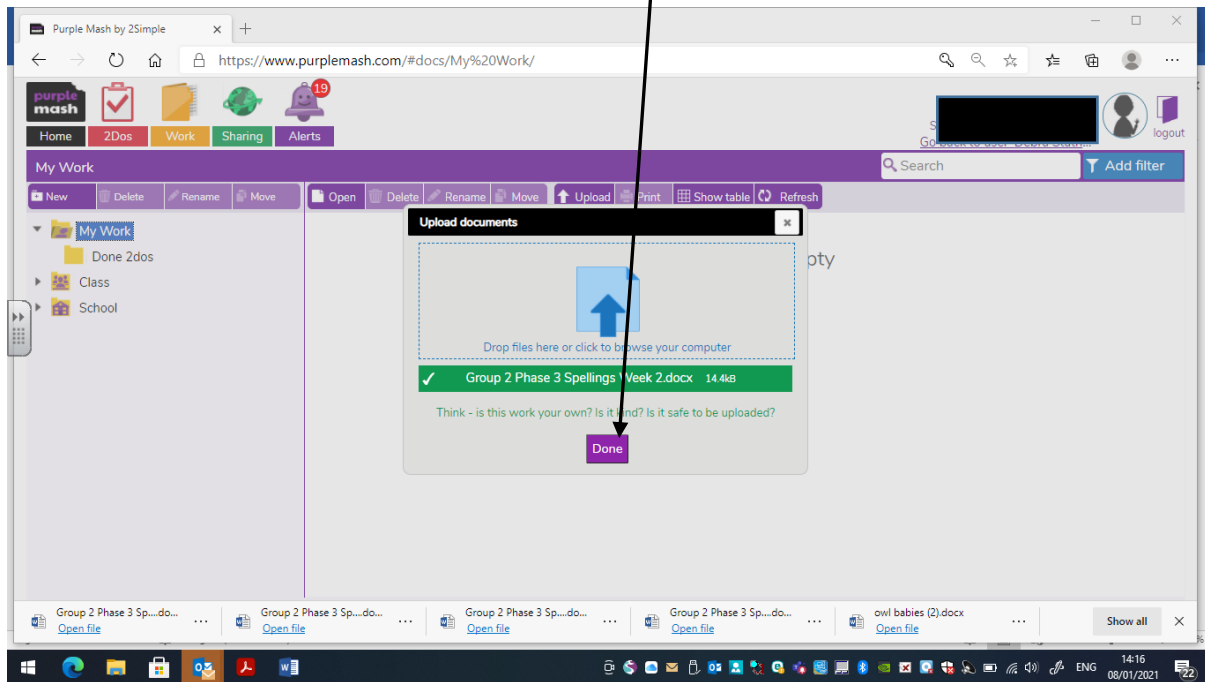 Purple Mash by 2Simple
https://www.purplemash.com/#docs/My%20Work/
purple
mash
19
Home 2Dos Work Sharing Alerts
S
logout
My Work
Search
Add filter
New Delete Rename Move Open Delete Rename Move Upload Print Show table Refresh
Upload documents
My Work
Done 2dos
pty
Class
School
Drop files here or click to browse your computer
Group 2 Phase 3 Spellings Week 2.docx 14.4kB
Think - is this work your own? Is it kind? Is it safe to be uploaded?
Done
Group 2 Phase 3 Sp....do... Group 2 Phase 3 Sp....do... Group 2 Phase 3 Sp....do... Group 2 Phase 3 Sp....do... owl babies (2).docx
Open file Open file Open file Open file Open file
Show all
ENG
14:16
08/01/2021
22